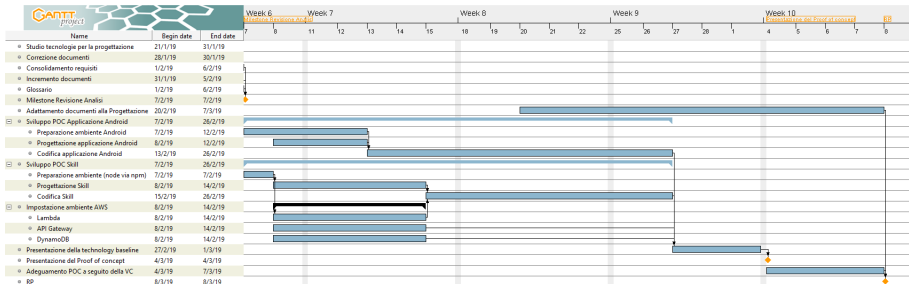 GANTT
project
Week 6
Week 7
Week 8
Week 9
Week 10
Presentazione del Proof of concept
RP
Name Begin date End date
7 8 11 12 13 14 15 18 19 20 21 22 25 26 27 28 1 4 5 6 7 8
Studio tecnologie per la progettazione 21/1/19 31/1/19
Correzione documenti 28/1/19 30/1/19
Consolidamento requisiti 1/2/19 6/2/19
Incremento documenti 31/1/19 5/2/19
Glossario 1/2/19 6/2/19
Milestone Revisione Analisi 7/2/19 7/2/19
Adattamento documenti alla Progettazione 20/2/19 7/3/19
Sviluppo POC Applicazione Android 7/2/19 26/2/19
Preparazione ambiente Android 7/2/19 12/2/19
Progettazione applicazione Android 8/2/19 12/2/19
Codifica applicazione Android 13/2/19 26/2/19
Sviluppo POC Skill 7/2/19 26/2/19
Preparazione ambiente (node via npm) 7/2/19 7/2/19
Progettazione Skill 8/2/19 14/2/19
Codifica Skill 15/2/19 26/2/19
Impostazione ambiente AWS 8/2/19 14/2/19
Lambda 8/2/19 14/2/19
API Gateway 8/2/19 14/2/19
DynamoDB 8/2/19 14/2/19
Presentazione della technology baseline 27/2/19 1/3/19
Presentazione del Proof of concept 4/3/19 4/3/19
Adeguamento POC a seguito della VC 4/3/19 7/3/19
RP 8/3/19 8/3/19